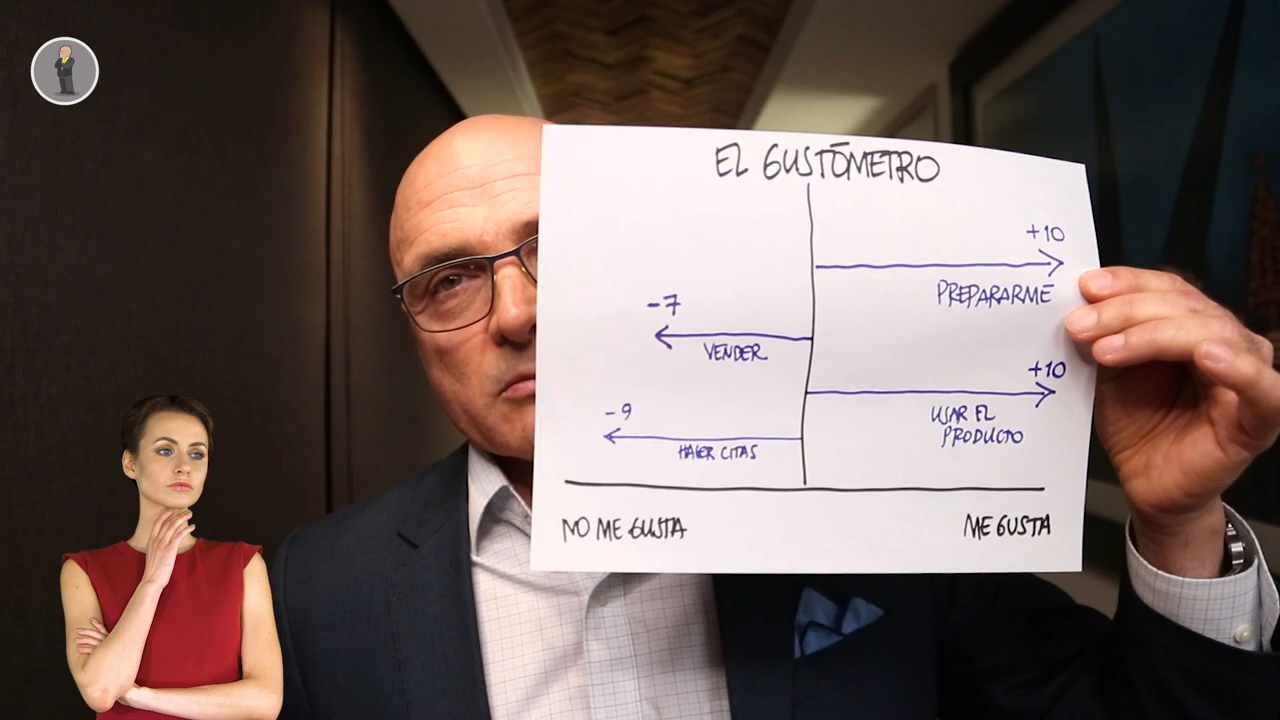 EL GUSTÓMETRO
+10
PREPARARME
-7
VENDER
+10
USAR EL
PRODUCTO
-9
HACER CITAS
NO ME GUSTA
ME GUSTA